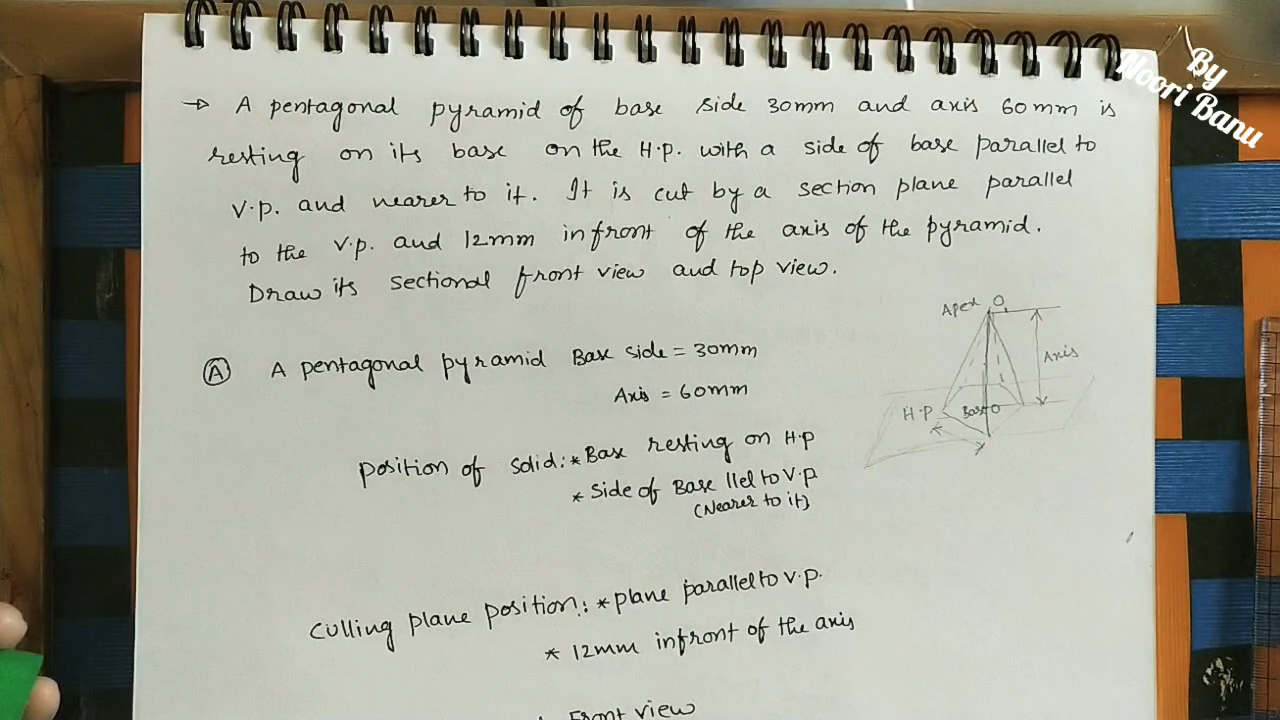 By
Noori Banu
→ A pentagonal pyramid of base side 30mm and axis 60mm is
resting on its base on the H.P. with a side of base parallel to
V.P. and nearer to it. It is cut by a section plane parallel
to the V.P. and 12mm infront of the axis of the pyramid.
Draw its sectional front view and top view.
Apex O,
Axis
H.P
Base O
Ⓐ A pentagonal pyramid Base side = 30mm
Axis = 60mm
position of solid: * Base resting on H.P
* Side of Base llel to V.P
(Nearer to it)
Culling plane position: * plane parallel to V.P.
* 12mm infront of the axis
Front view